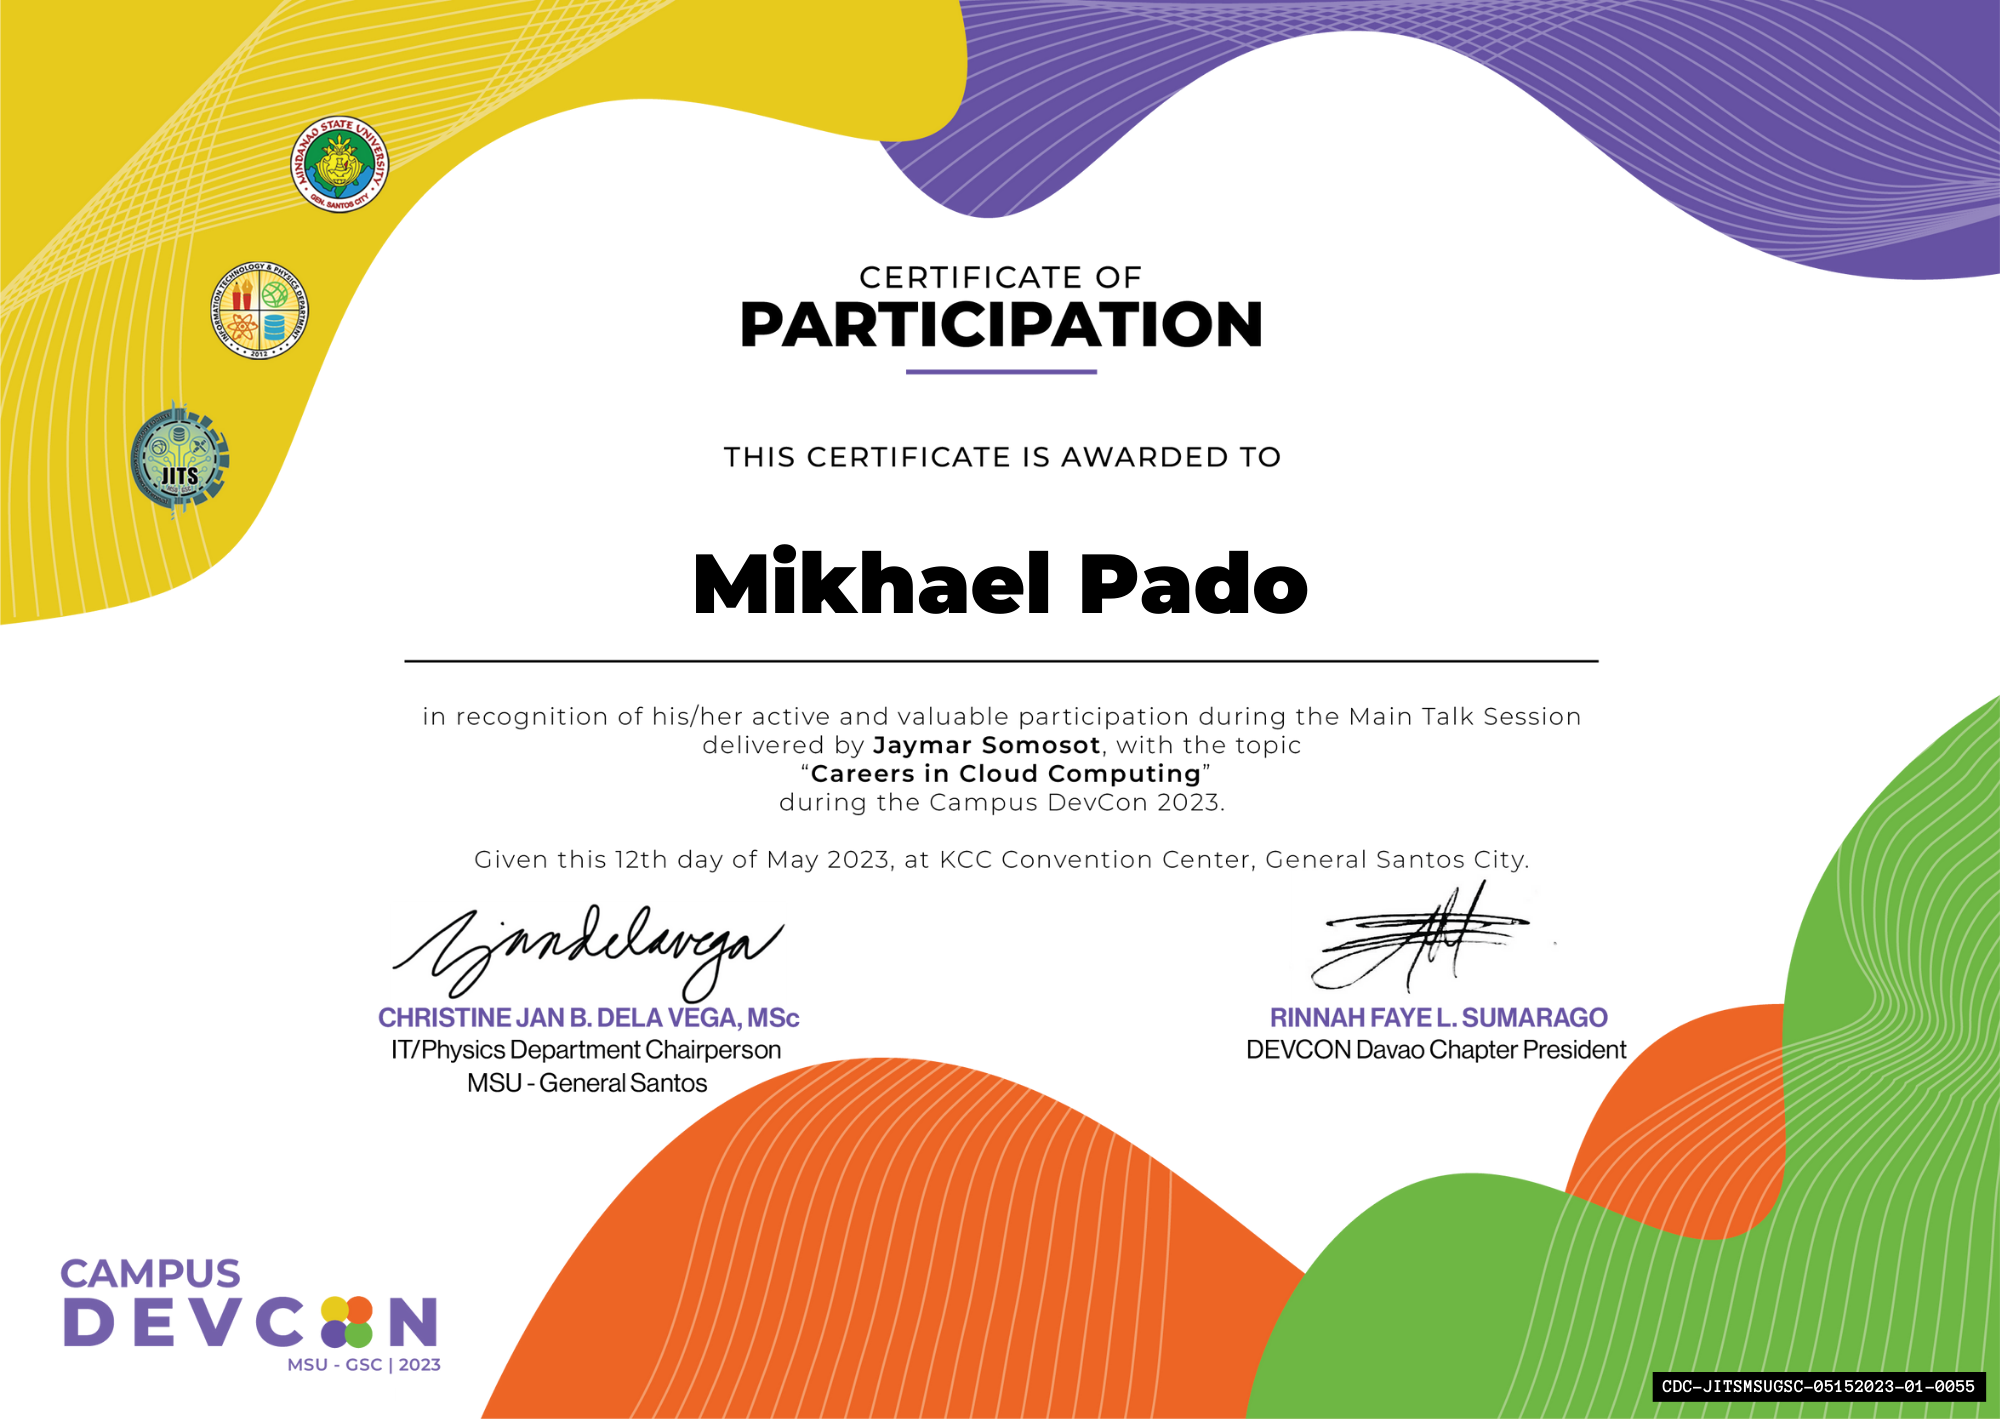 MINDANAO STATE UNIVERSITY
GEN. SANTOS CITY
INFORMATION TECHNOLOGY & PHYSICS DEPARTMENT
2012
JITS
CERTIFICATE OF
PARTICIPATION
THIS CERTIFICATE IS AWARDED TO
Mikhael Pado
in recognition of his/her active and valuable participation during the Main Talk Session
delivered by Jaymar Somosot, with the topic
“Careers in Cloud Computing”
during the Campus DevCon 2023.
Given this 12th day of May 2023, at KCC Convention Center, General Santos City.
CHRISTINE JAN B. DELA VEGA, MSc
IT/Physics Department Chairperson
MSU - General Santos
RINNAH FAYE L. SUMARAGO
DEVCON Davao Chapter President
CAMPUS
DEVCON
MSU - GSC | 2023
CDC-JITSMSUGSC-05152023-01-0055